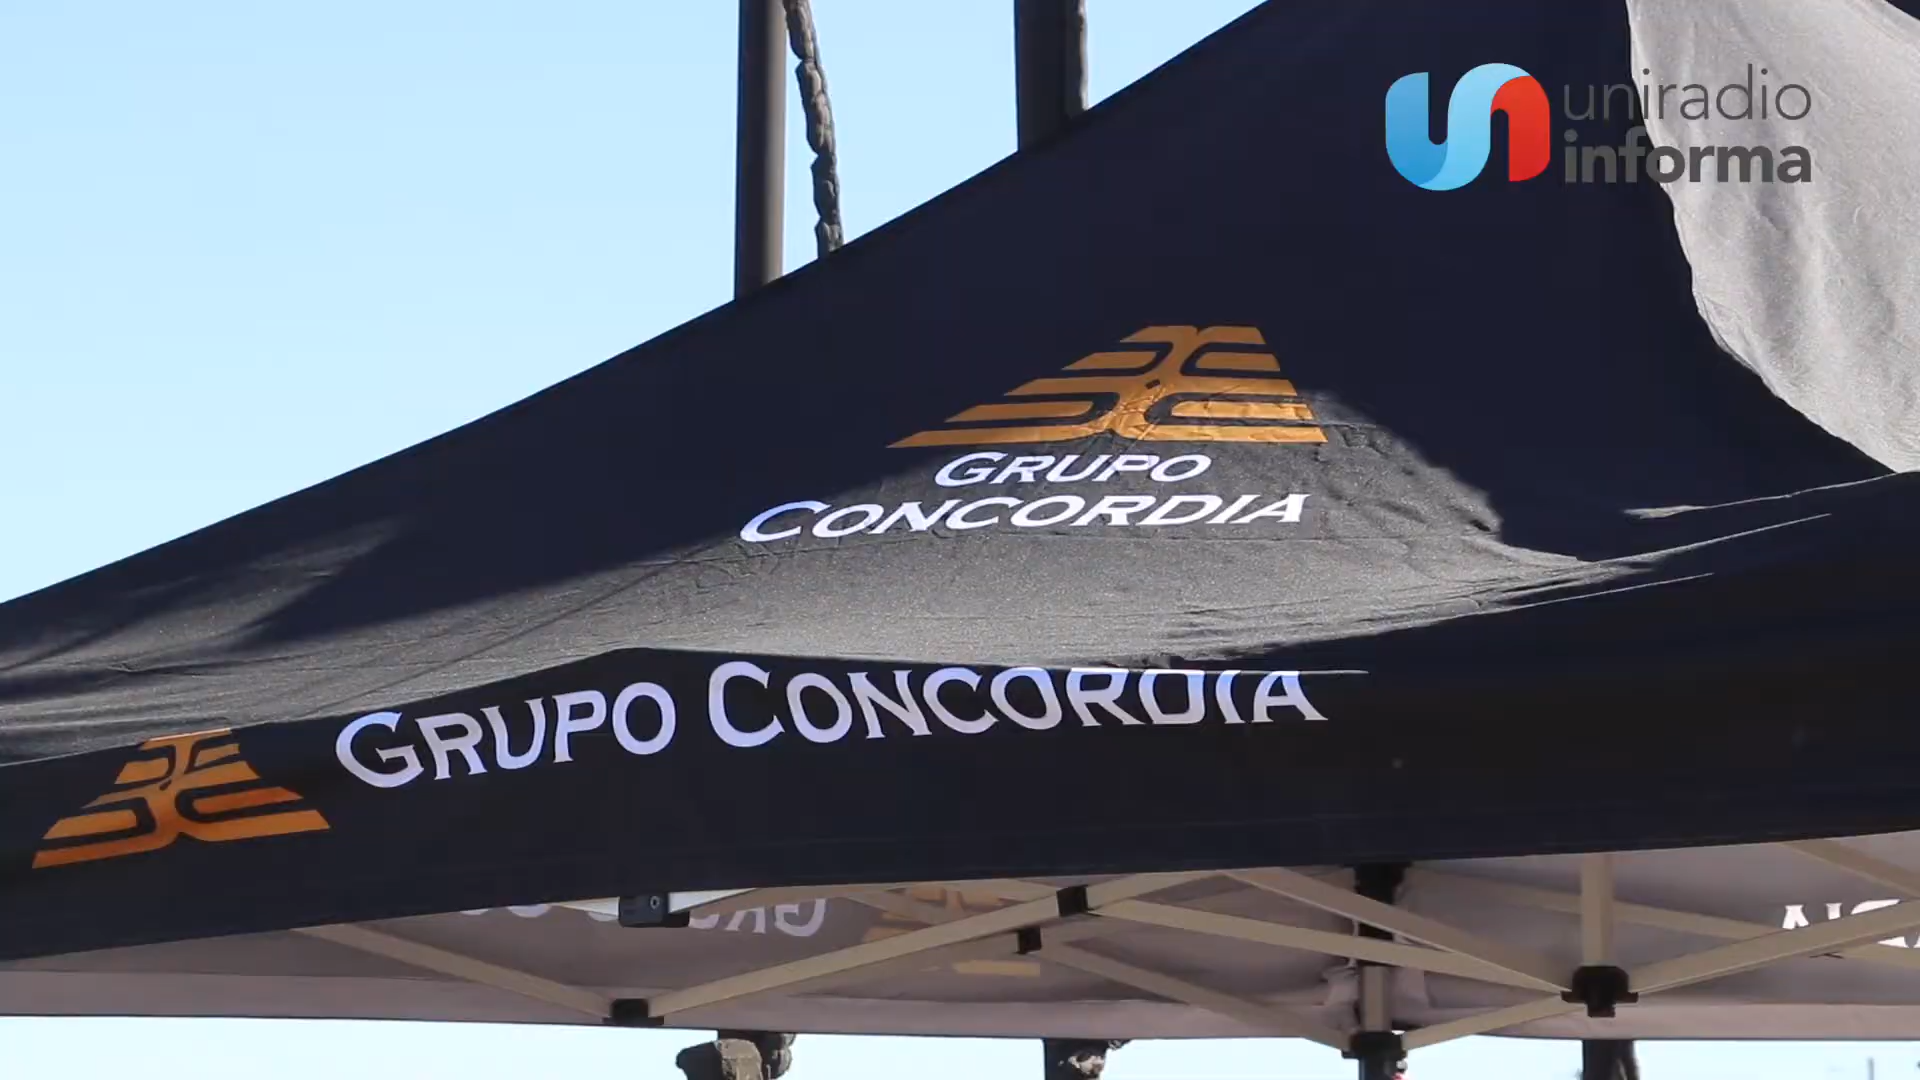 uniradio
informa
GRUPO
CONCORDIA
GRUPO CONCORDIA